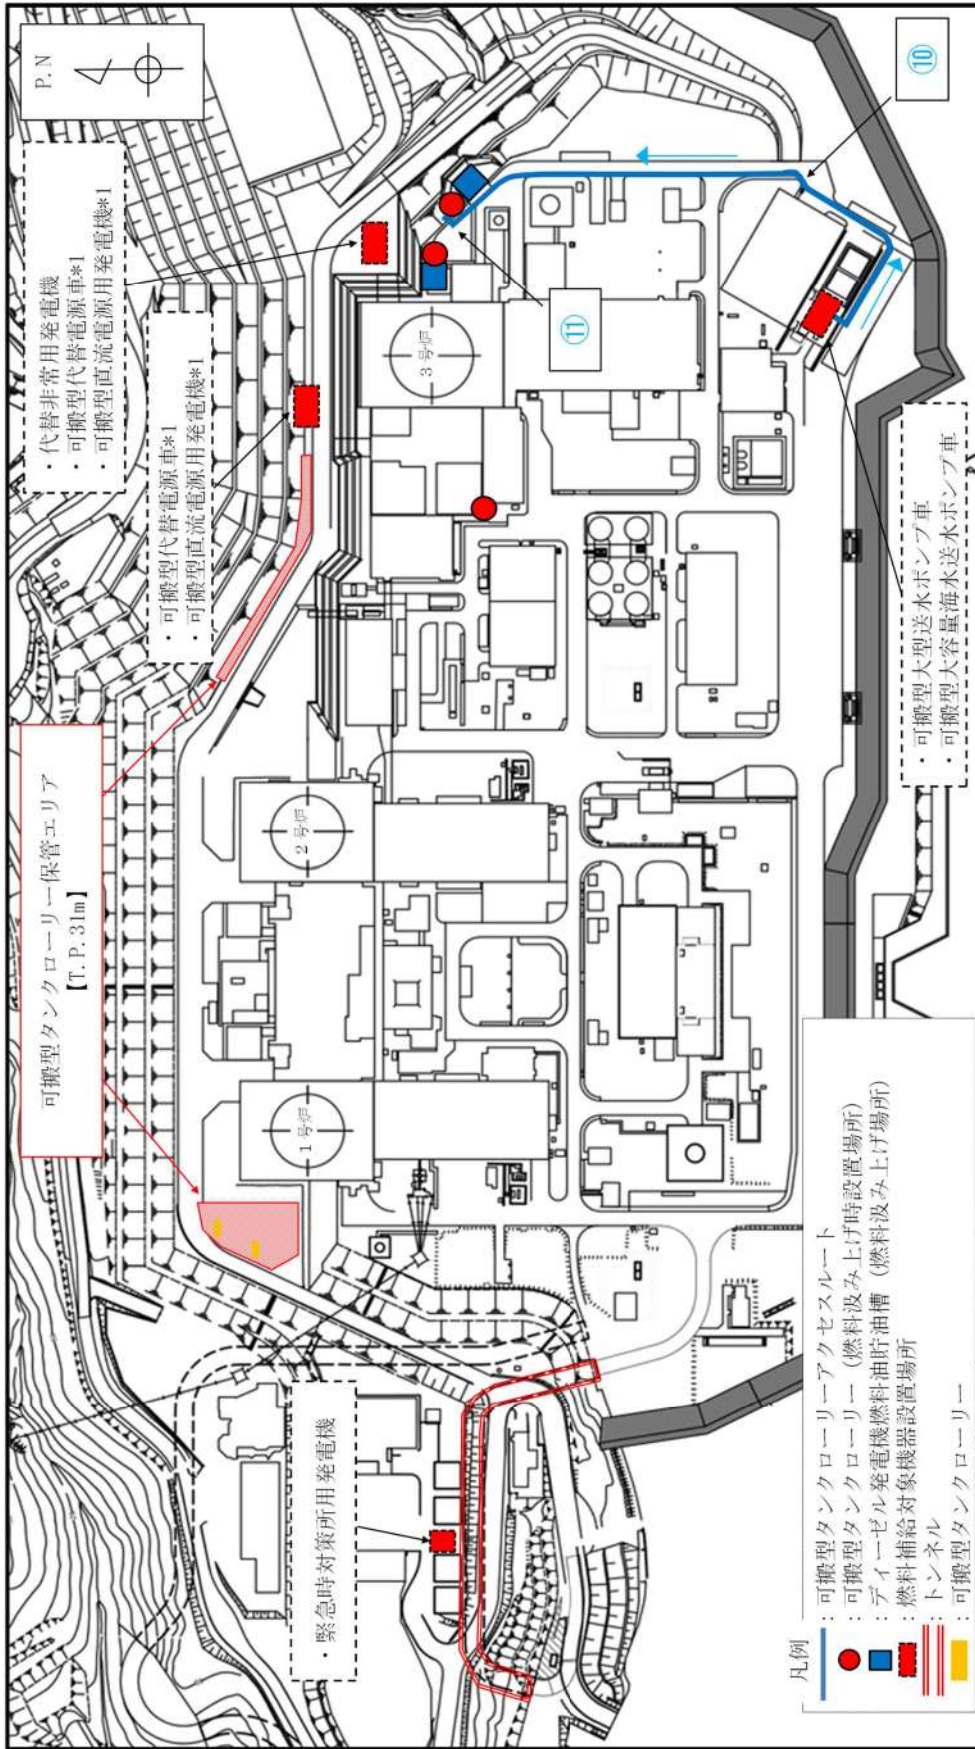 P.N
・代替非常用発電機
・可搬型代替電源車*1
・可搬型直流電源用発電機*1
・可搬型代替電源車*1
・可搬型直流電源用発電機*1
可搬型タンクローリー保管エリア
【T.P.31m】
・緊急時対策所用発電機
1号炉
2号炉
3号炉
⑩
⑪
・可搬型大型送水ポンプ車
・可搬型大容量海水送水ポンプ車
凡例
：可搬型タンクローリーアクセスルート
：可搬型タンクローリー（燃料汲み上げ時設置場所）
：ディーゼル発電機燃料油貯油槽（燃料汲み上げ場所）
：燃料補給対象機器設置場所
：トンネル
：可搬型タンクローリー